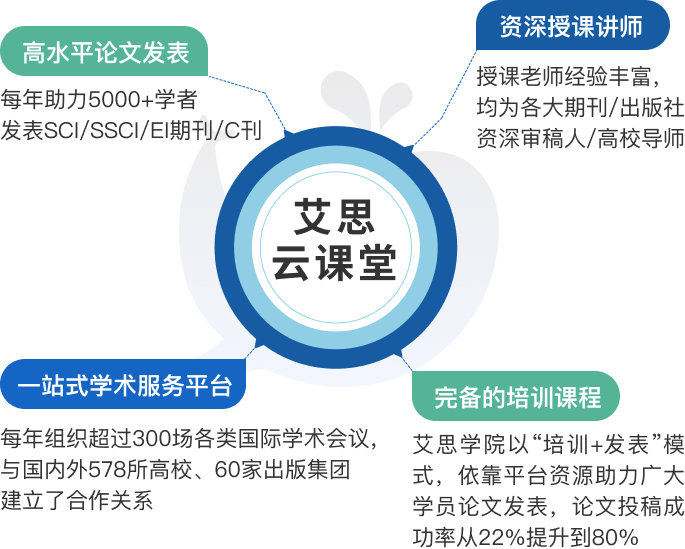 高水平论文发表
每年助力5000+学者
发表SCI/SSCI/EI期刊/C刊
资深授课讲师
授课老师经验丰富，
均为各大期刊/出版社
资深审稿人/高校导师
艾思
云课堂
一站式学术服务平台
每年组织超过300场各类国际学术会议，
与国内外578所高校、60家出版集团
建立了合作关系
完备的培训课程
艾思学院以“培训+发表”模
式，依靠平台资源助力广大
学员论文发表，论文投稿成
功率从22%提升到80%